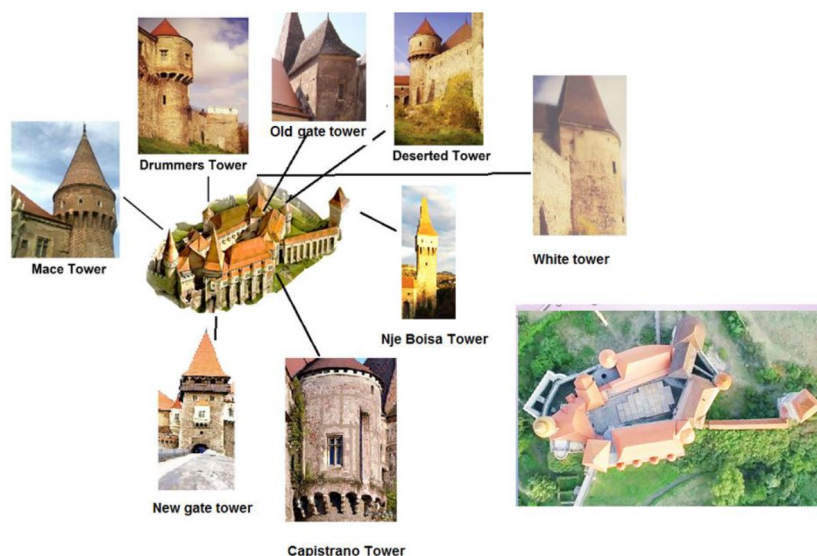 Old gate tower
Drummers Tower
Deserted Tower
White tower
Mace Tower
Nje Boisa Tower
New gate tower
Capistrano Tower